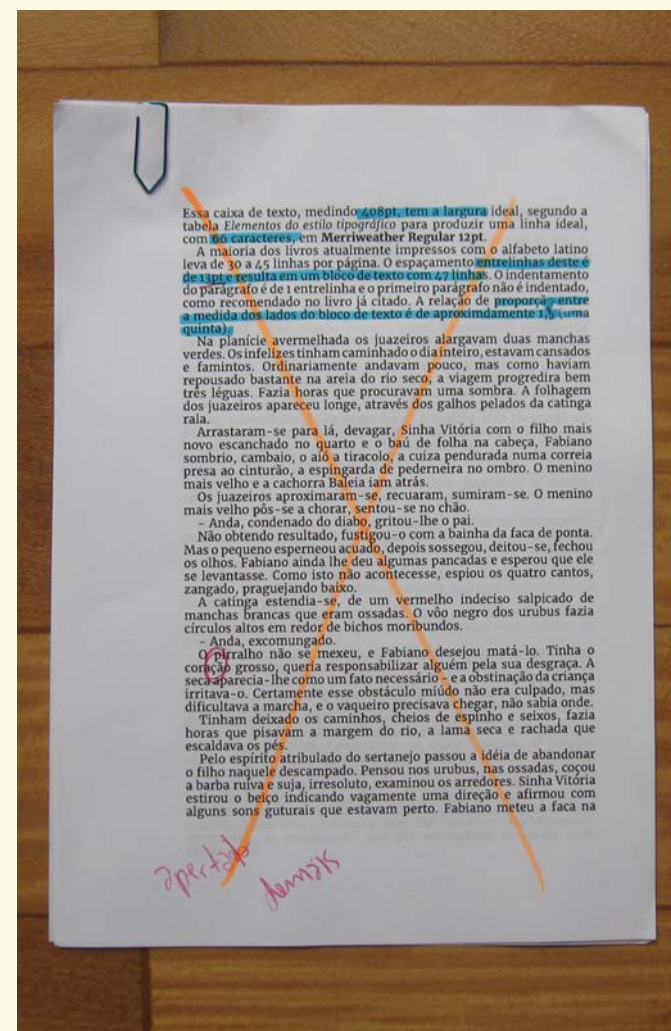 Essa caixa de texto, medindo 408pt, tem a largura ideal, segundo a
tabela Elementos do estilo tipográfico para produzir uma linha ideal,
com 66 caracteres, em Merriweather Regular 12pt.
A maioria dos livros atualmente impressos com o alfabeto latino
leva de 30 a 45 linhas por página. O espaçamento entrelinhas deste é
de 13pt e resulta em um bloco de texto com 47 linhas. O indentamento
do parágrafo é de 1 entrelinha e o primeiro parágrafo não é indentado,
como recomendado no livro já citado. A relação de proporçã entre
a medida dos lados do bloco de texto é de aproximdamente 1,5 (uma
quinta).
Na planície avermelhada os juazeiros alargavam duas manchas
verdes. Os infelizes tinham caminhado o dia inteiro, estavam cansados
e famintos. Ordinariamente andavam pouco, mas como haviam
repousado bastante na areia do rio seco, a viagem progredira bem
três léguas. Fazia horas que procuravam uma sombra. A folhagem
dos juazeiros apareceu longe, através dos galhos pelados da catinga
rala.
Arrastaram-se para lá, devagar, Sinha Vitória com o filho mais
novo escanchado no quarto e o baú de folha na cabeça, Fabiano
sombrio, cambaio, o aió a tiracolo, a cuiza pendurada numa correia
presa ao cinturão, a espingarda de pederneira no ombro. O menino
mais velho e a cachorra Baleia iam atrás.
Os juazeiros aproximaram-se, recuaram, sumiram-se. O menino
mais velho pôs-se a chorar, sentou-se no chão.
– Anda, condenado do diabo, gritou-lhe o pai.
Não obtendo resultado, fustigou-o com a bainha da faca de ponta.
Mas o pequeno esperneou acuado, depois sossegou, deitou-se, fechou
os olhos. Fabiano ainda lhe deu algumas pancadas e esperou que ele
se levantasse. Como isto não acontecesse, espiou os quatro cantos,
zangado, praguejando baixo.
A catinga estendia-se, de um vermelho indeciso salpicado de
manchas brancas que eram ossadas. O vôo negro dos urubus fazia
círculos altos em redor de bichos moribundos.
– Anda, excomungado.
O pirralho não se mexeu, e Fabiano desejou matá-lo. Tinha o
coração grosso, queria responsabilizar alguém pela sua desgraça. A
seca aparecia-lhe como um fato necessário – e a obstinação da criança
irritava-o. Certamente esse obstáculo miúdo não era culpado, mas
dificultava a marcha, e o vaqueiro precisava chegar, não sabia onde.
Tinham deixado os caminhos, cheios de espinho e seixos, fazia
horas que pisavam a margem do rio, a lama seca e rachada que
escaldava os pés.
Pelo espírito atribulado do sertanejo passou a idéia de abandonar
o filho naquele descampado. Pensou nos urubus, nas ossadas, coçou
a barba ruiva e suja, irresoluto, examinou os arredores. Sinha Vitória
estirou o beiço indicando vagamente uma direção e afirmou com
alguns sons guturais que estavam perto. Fabiano meteu a faca na
apertado
demais